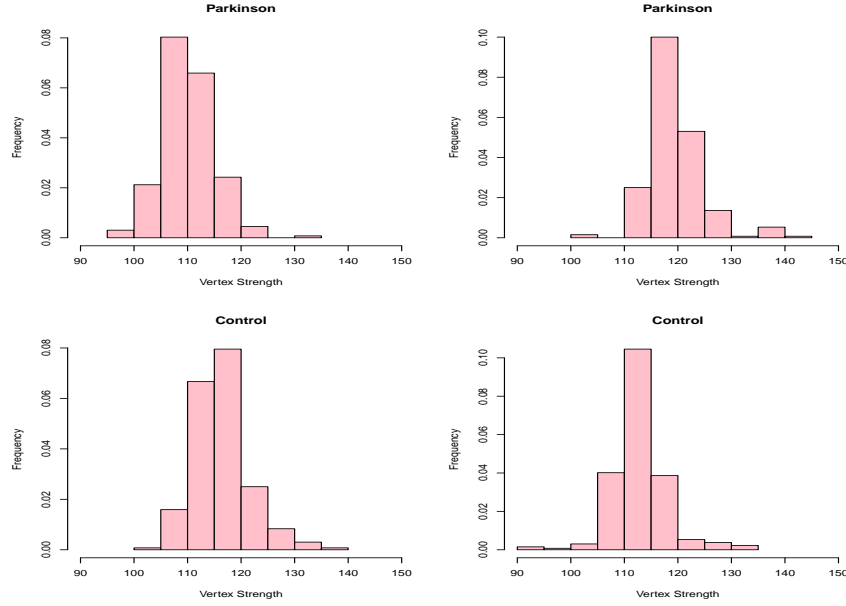 Parkinson
Frequency
0.00 0.02 0.04 0.06 0.08
90 100 110 120 130 140 150
Vertex Strength
Parkinson
Frequency
0.00 0.02 0.04 0.06 0.08 0.10
90 100 110 120 130 140 150
Vertex Strength
Control
Frequency
0.00 0.02 0.04 0.06 0.08
90 100 110 120 130 140 150
Vertex Strength
Control
Frequency
0.00 0.02 0.04 0.06 0.08 0.10
90 100 110 120 130 140 150
Vertex Strength